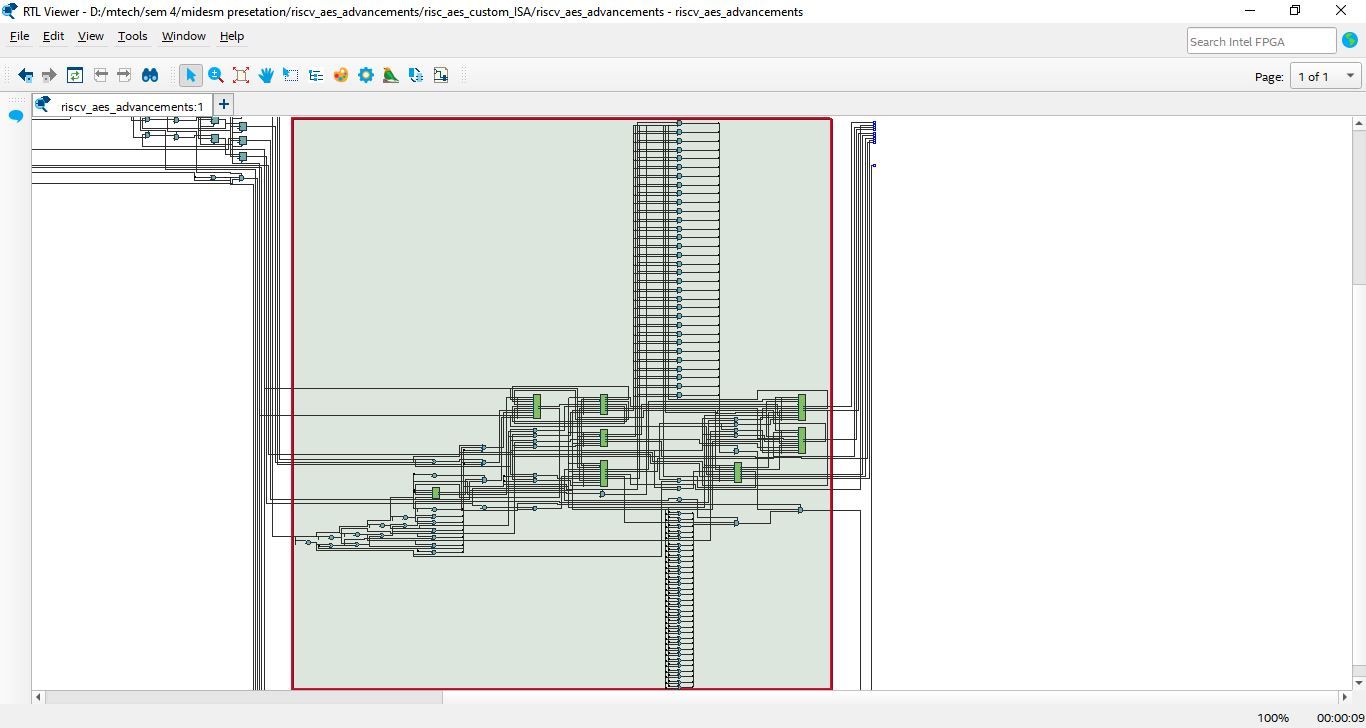 RTL Viewer - D:/mtech/sem 4/midesm presetation/riscv_aes_advancements/risc_aes_custom_ISA/riscv_aes_advancements - riscv_aes_advancements
File Edit View Tools Window Help
Search Intel FPGA
Page: 1 of 1
riscv_aes_advancements:1
100% 00:00:09